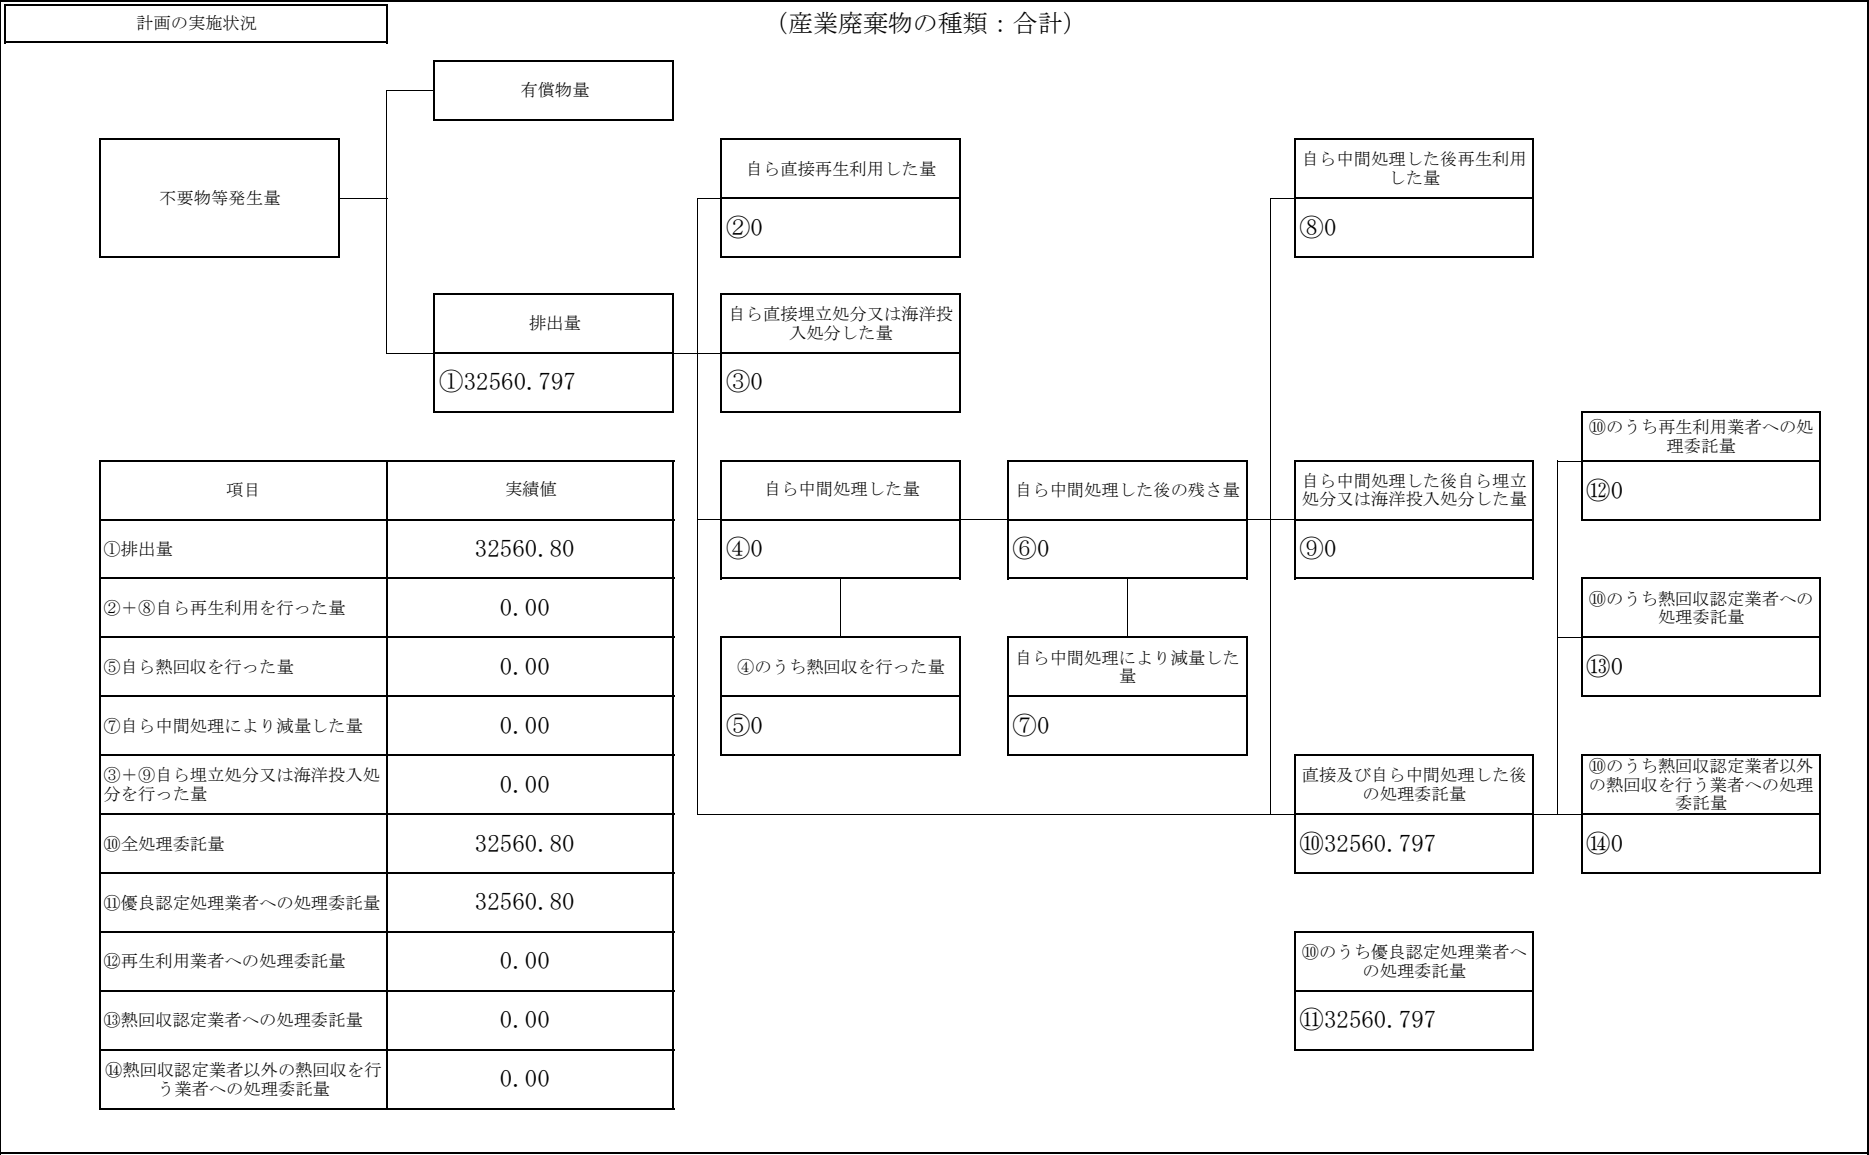 計画の実施状況
（産業廃棄物の種類：合計）
有償物量
不要物等発生量
自ら直接再生利用した量
②0
自ら中間処理した後再生利用
した量
⑧0
排出量
①32560.797
自ら直接埋立処分又は海洋投
入処分した量
③0
項目
実績値
①排出量
32560.80
②＋⑧自ら再生利用を行った量
0.00
⑤自ら熱回収を行った量
0.00
⑦自ら中間処理により減量した量
0.00
③＋⑨自ら埋立処分又は海洋投入処
分を行った量
0.00
⑩全処理委託量
32560.80
⑪優良認定処理業者への処理委託量
32560.80
⑫再生利用業者への処理委託量
0.00
⑬熱回収認定業者への処理委託量
0.00
⑭熱回収認定業者以外の熱回収を行
う業者への処理委託量
0.00
自ら中間処理した量
④0
④のうち熱回収を行った量
⑤0
自ら中間処理した後の残さ量
⑥0
自ら中間処理により減量した
量
⑦0
自ら中間処理した後自ら埋立
処分又は海洋投入処分した量
⑨0
直接及び自ら中間処理した後
の処理委託量
⑩32560.797
⑩のうち優良認定処理業者へ
の処理委託量
⑪32560.797
⑩のうち再生利用業者への処
理委託量
⑫0
⑩のうち熱回収認定業者への
処理委託量
⑬0
⑩のうち熱回収認定業者以外
の熱回収を行う業者への処理
委託量
⑭0